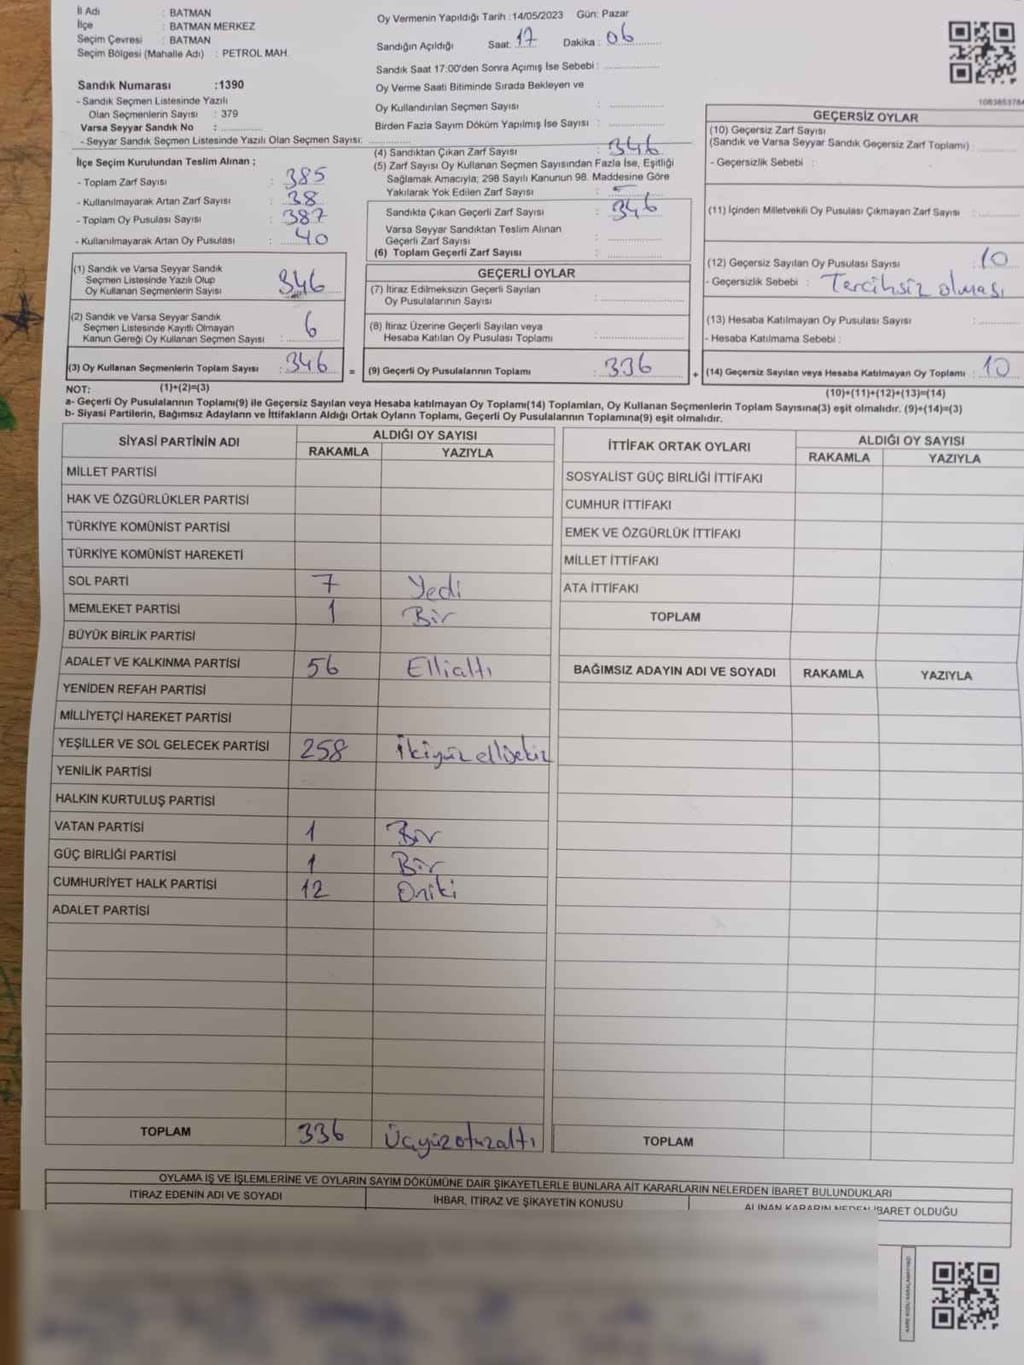 İl Adı : BATMAN
İlçe : BATMAN MERKEZ
Seçim Çevresi : BATMAN
Seçim Bölgesi (Mahalle Adı) : PETROL MAH.
Sandık Numarası :1390
- Sandık Seçmen Listesinde Yazılı
Olan Seçmenlerin Sayısı : 379
Varsa Seyyar Sandık No :
- Seyyar Sandık Seçmen Listesinde Yazılı Olan Seçmen Sayısı:
İlçe Seçim Kurulundan Teslim Alınan ;
- Toplam Zarf Sayısı : 385
- Kullanılmayarak Artan Zarf Sayısı : 38
- Toplam Oy Pusulası Sayısı : 387
- Kullanılmayarak Artan Oy Pusulası : 40
(1) Sandık ve Varsa Seyyar Sandık
Seçmen Listesinde Yazılı Olup
Oy Kullanan Seçmenlerin Sayısı 346
(2) Sandık ve Varsa Seyyar Sandık
Seçmen Listesinde Kayıtlı Olmayan
Kanun Gereği Oy Kullanan Seçmen Sayısı : 6
(3) Oy Kullanan Seçmenlerin Toplam Sayısı : 346 =
Oy Vermenin Yapıldığı Tarih : 14/05/2023 Gün: Pazar
Sandığın Açıldığı Saat: 17 Dakika : 06
Sandık Saat 17:00'den Sonra Açımış İse Sebebi :
Oy Verme Saati Bitiminde Sırada Bekleyen ve
Oy Kullandırılan Seçmen Sayısı :
Birden Fazla Sayım Döküm Yapılmış İse Sayısı :
(4) Sandıktan Çıkan Zarf Sayısı : 346
(5) Zarf Sayısı Oy Kullanan Seçmen Sayısından Fazla İse, Eşitliği
Sağlamak Amacıyla; 298 Sayılı Kanunun 98. Maddesine Göre
Yakılarak Yok Edilen Zarf Sayısı : -
Sandıkta Çıkan Geçerli Zarf Sayısı : 346
Varsa Seyyar Sandıktan Teslim Alınan
Geçerli Zarf Sayısı :
(6) Toplam Geçerli Zarf Sayısı :
GEÇERLİ OYLAR
(7) İtiraz Edilmeksizin Geçerli Sayılan
Oy Pusulalarının Sayısı :
(8) İtiraz Üzerine Geçerli Sayılan veya
Hesaba Katılan Oy Pusulası Toplamı :
(9) Geçerli Oy Pusulalarının Toplamı : 336 +
GEÇERSİZ OYLAR
(10) Geçersiz Zarf Sayısı
(Sandık ve Varsa Seyyar Sandık Geçersiz Zarf Toplamı)
- Geçersizlik Sebebi :
(11) İçinden Milletvekili Oy Pusulası Çıkmayan Zarf Sayısı :
(12) Geçersiz Sayılan Oy Pusulası Sayısı : 10
- Geçersizlik Sebebi : Tercihsiz olması
(13) Hesaba Katılmayan Oy Pusulası Sayısı :
- Hesaba Katılmama Sebebi :
(14) Geçersiz Sayılan veya Hesaba Katılmayan Oy Toplamı : 10
NOT: (1)+(2)=(3) (10)+(11)+(12)+(13)=(14)
a- Geçerli Oy Pusulalarının Toplamı(9) ile Geçersiz Sayılan veya Hesaba katılmayan Oy Toplamı(14) Toplamları, Oy Kullanan Seçmenlerin Toplam Sayısına(3) eşit olmalıdır. (9)+(14)=(3)
b- Siyasi Partilerin, Bağımsız Adayların ve İttifakların Aldığı Ortak Oyların Toplamı, Geçerli Oy Pusulalarının Toplamına(9) eşit olmalıdır.
SİYASİ PARTİNİN ADI ALDIĞI OY SAYISI
RAKAMLA YAZIYLA
MİLLET PARTİSİ
HAK VE ÖZGÜRLÜKLER PARTİSİ
TÜRKİYE KOMÜNİST PARTİSİ
TÜRKİYE KOMÜNİST HAREKETİ
SOL PARTİ 7 Yedi
MEMLEKET PARTİSİ 1 Bir
BÜYÜK BİRLİK PARTİSİ
ADALET VE KALKINMA PARTİSİ 56 Ellialtı
YENİDEN REFAH PARTİSİ
MİLLİYETÇİ HAREKET PARTİSİ
YEŞİLLER VE SOL GELECEK PARTİSİ 258 İkiyüzellisekiz
YENİLİK PARTİSİ
HALKIN KURTULUŞ PARTİSİ
VATAN PARTİSİ 1 Bir
GÜÇ BİRLİĞİ PARTİSİ 1 Bir
CUMHURİYET HALK PARTİSİ 12 Oniki
ADALET PARTİSİ
TOPLAM 336 Üçyüzotuzaltı
İTTİFAK ORTAK OYLARI ALDIĞI OY SAYISI
RAKAMLA YAZIYLA
SOSYALİST GÜÇ BİRLİĞİ İTTİFAKI
CUMHUR İTTİFAKI
EMEK VE ÖZGÜRLÜK İTTİFAKI
MİLLET İTTİFAKI
ATA İTTİFAKI
TOPLAM
BAĞIMSIZ ADAYIN ADI VE SOYADI RAKAMLA YAZIYLA
TOPLAM
OYLAMA İŞ VE İŞLEMLERİNE VE OYLARIN SAYIM DÖKÜMÜNE DAİR ŞİKAYETLERLE BUNLARA AİT KARARLARIN NELERDEN İBARET BULUNDUKLARI
İTİRAZ EDENİN ADI VE SOYADI İHBAR, İTİRAZ VE ŞİKAYETİN KONUSU ALINAN KARARIN NEDEN İBARET OLDUĞU